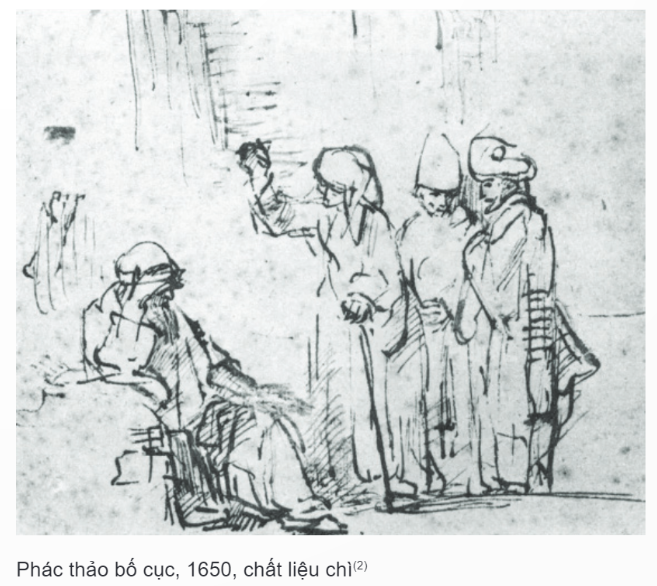 Phác thảo bố cục, 1650, chất liệu chì(2)